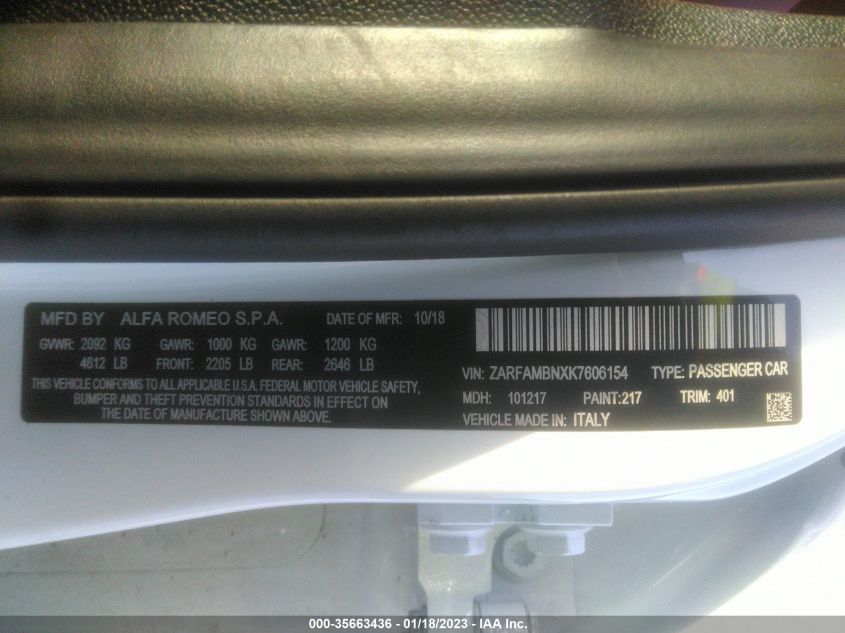 MFD BY ALFA ROMEO S.P.A. DATE OF MFR: 10/18
GVWR: 2092 KG GAWR: 1000 KG GAWR: 1200 KG
4612 LB FRONT: 2205 LB REAR: 2646 LB
THIS VEHICLE CONFORMS TO ALL APPLICABLE U.S.A. FEDERAL MOTOR VEHICLE SAFETY,
BUMPER AND THEFT PREVENTION STANDARDS IN EFFECT ON
THE DATE OF MANUFACTURE SHOWN ABOVE.
VIN: ZARFAMBNXK7606154 TYPE: PASSENGER CAR
MDH: 101217 PAINT:217 TRIM: 401
VEHICLE MADE IN: ITALY
000-35663436 - 01/18/2023 - IAA Inc.